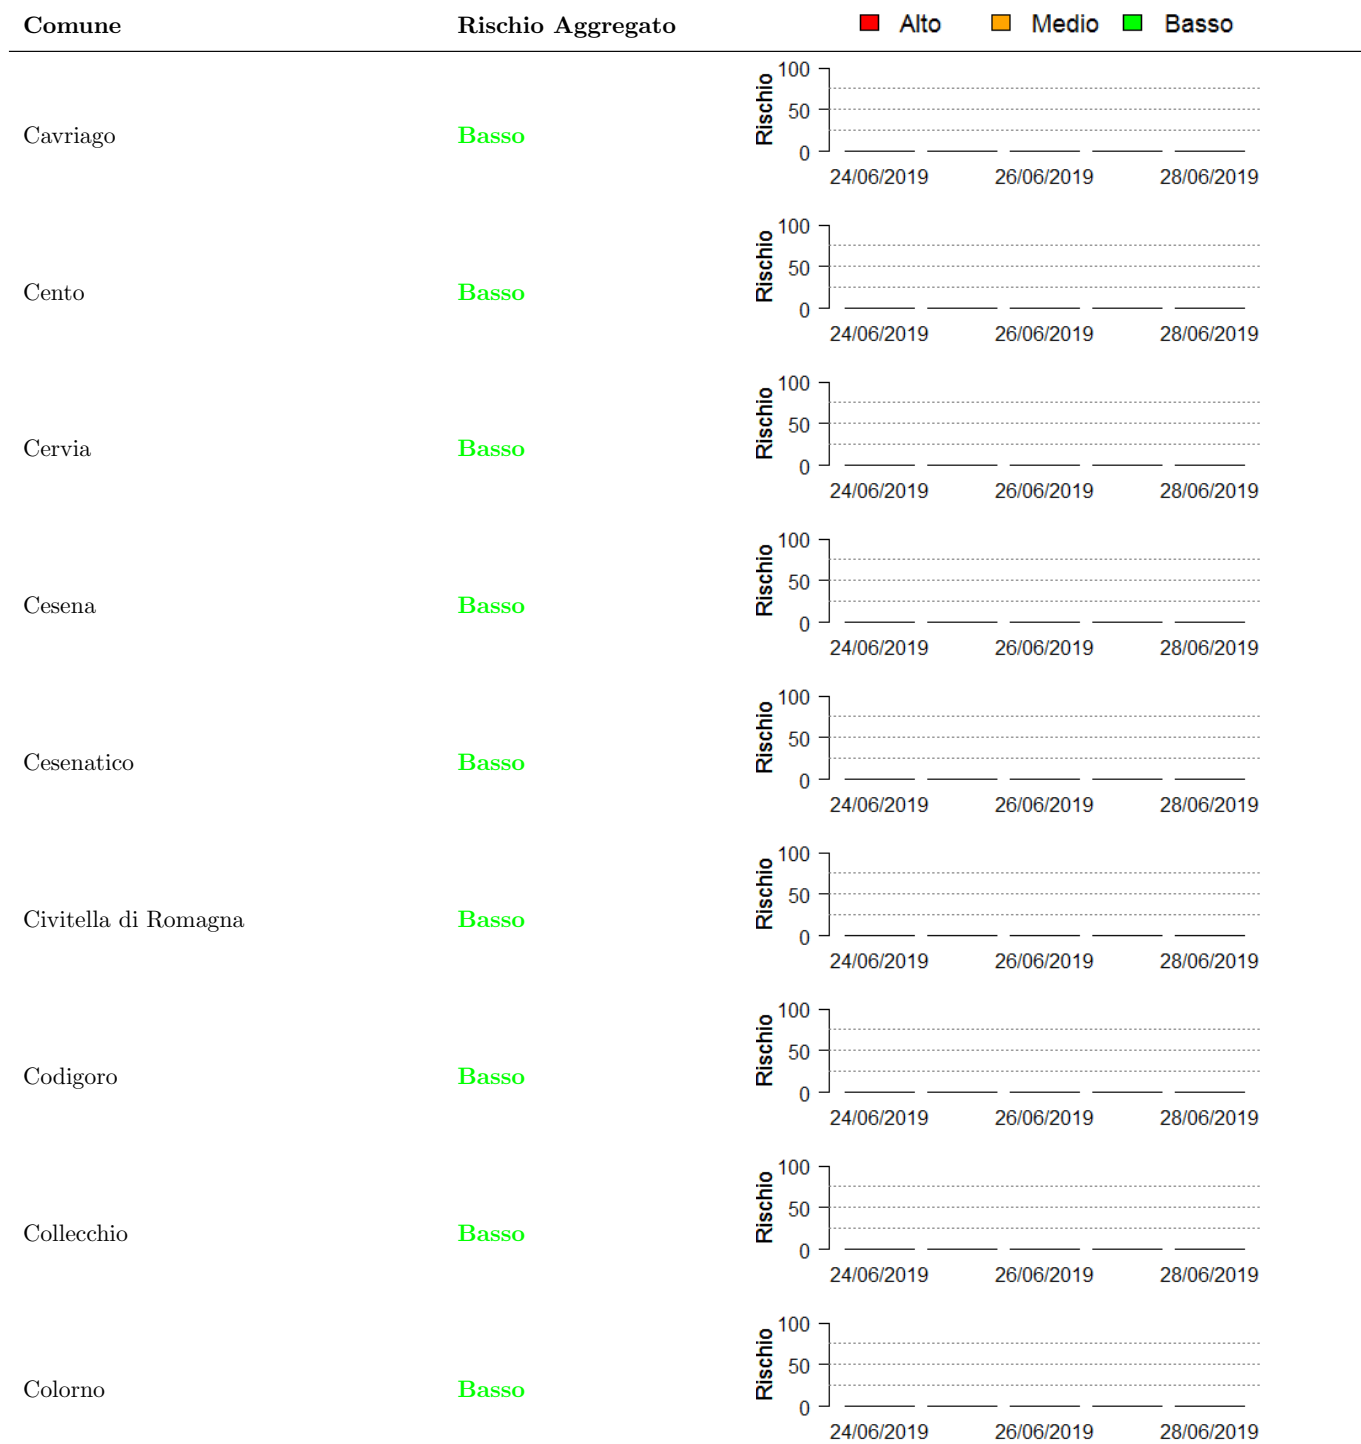 Comune Rischio Aggregato Alto Medio Basso
100
Rischio
50
Cavriago Basso
0
24/06/2019 26/06/2019 28/06/2019
100
Rischio
50
Cento Basso
0
24/06/2019 26/06/2019 28/06/2019
100
Rischio
50
Cervia Basso
0
24/06/2019 26/06/2019 28/06/2019
100
Rischio
50
Cesena Basso
0
24/06/2019 26/06/2019 28/06/2019
100
Rischio
50
Cesenatico Basso
0
24/06/2019 26/06/2019 28/06/2019
100
Rischio
50
Civitella di Romagna Basso
0
24/06/2019 26/06/2019 28/06/2019
100
Rischio
50
Codigoro Basso
0
24/06/2019 26/06/2019 28/06/2019
100
Rischio
50
Collecchio Basso
0
24/06/2019 26/06/2019 28/06/2019
100
Rischio
50
Colorno Basso
0
24/06/2019 26/06/2019 28/06/2019